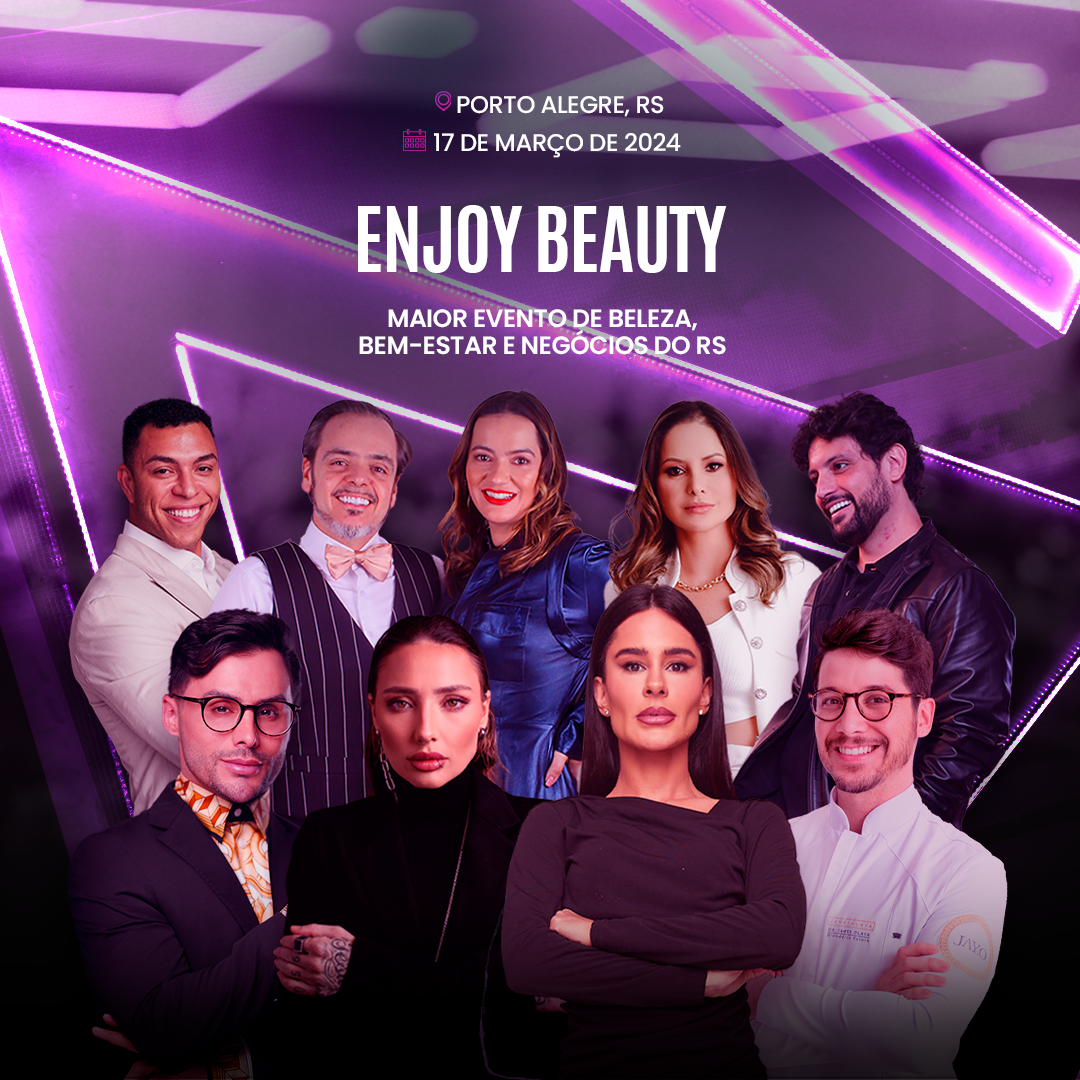 PORTO ALEGRE, RS
17 DE MARÇO DE 2024
ENJOY BEAUTY
MAIOR EVENTO DE BELEZA,
BEM-ESTAR E NEGÓCIOS DO RS
JAYO